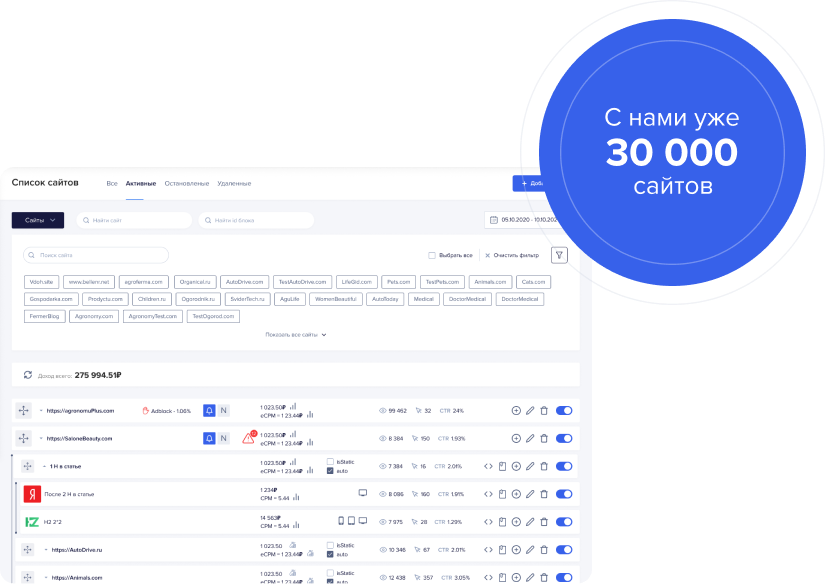 С нами уже
30 000
сайтов
Список сайтов
Все Активные Остановленые Удаленные
+ Доба
Сайты Найти сайт Найти id блока 05.10.2020 - 10.10.202
Поиск сайта Выбрать все Очистить фильтр
Vdoh.site www.beliem.net agroferma.com Organical.ru AutoDrive.com TestAutoDrive.com LifeGid.com Pets.com TestPets.com Animals.com Cats.com
Gospodarka.com Prodyctu.com Children.ru Ogorodnik.ru SviderTech.ru AguLife WomenBeautiful AutoToday Medical DoctorMedical DoctorMedical
FermerBlog Agronomy.com AgronomyTest.com TestOgorod.com
Показать все сайты
Доход всего: 275 994.51₽
https://agronomuPlus.com Adblock - 1.06% N 1 023.50₽ eCPM ≈ 1 23.44₽ 99 462 32 CTR 24%
https://SaloneBeauty.com N 1 023.50₽ eCPM ≈ 1 23.44₽ 8 384 150 CTR 1.93%
1 Н в статье 1 023.50₽ eCPM ≈ 1 23.44₽ isStatic auto 7 384 16 CTR 2.01%
Я После 2 Н в статье 1 234₽ CPM ≈ 5.44 8 096 160 CTR 1.91%
H2 2*2 14 563₽ CPM ≈ 5.44 7 975 28 CTR 1.29%
https://AutoDrive.ru 1 023.50 eCPM ≈ 1 23.44₽ isStatic auto 10 346 67 CTR 2.01%
https://Animals.com 1 023.50 eCPM ≈ 1 23.44₽ isStatic auto 12 438 357 CTR 3.05%